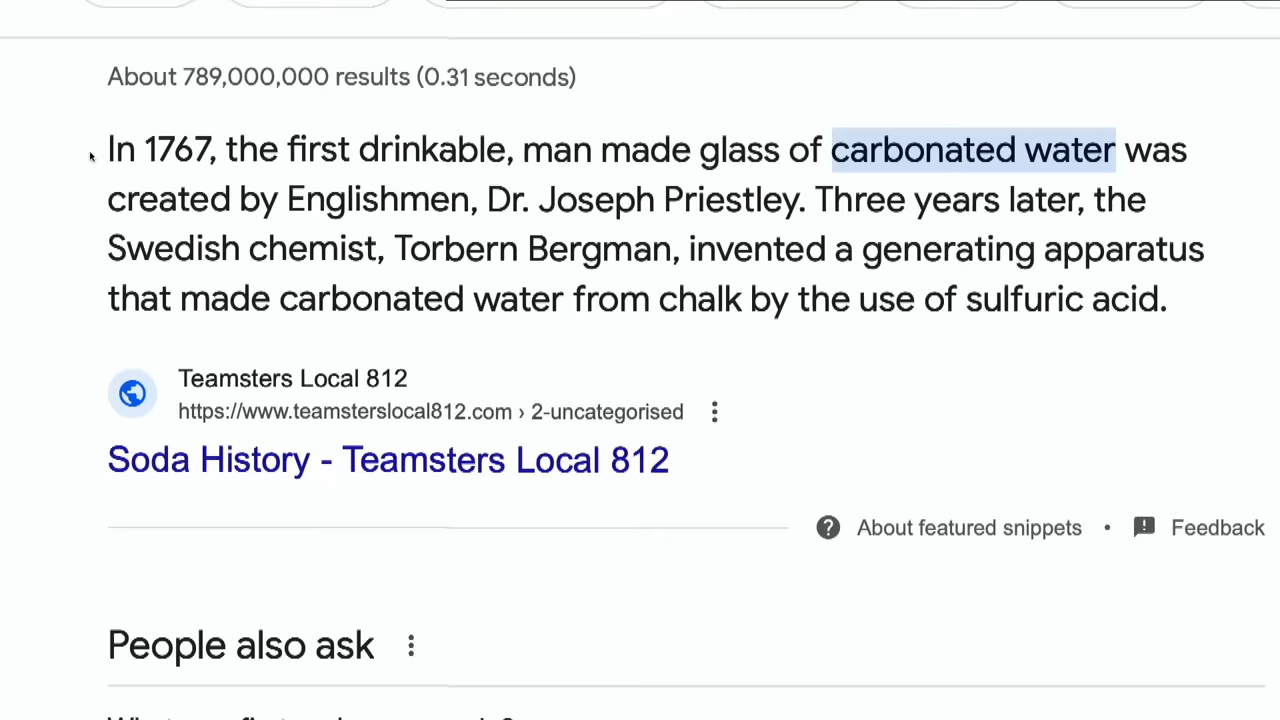 About 789,000,000 results (0.31 seconds)
In 1767, the first drinkable, man made glass of carbonated water was
created by Englishmen, Dr. Joseph Priestley. Three years later, the
Swedish chemist, Torbern Bergman, invented a generating apparatus
that made carbonated water from chalk by the use of sulfuric acid.
Teamsters Local 812
https://www.teamsterslocal812.com › 2-uncategorised
Soda History - Teamsters Local 812
About featured snippets • Feedback
People also ask